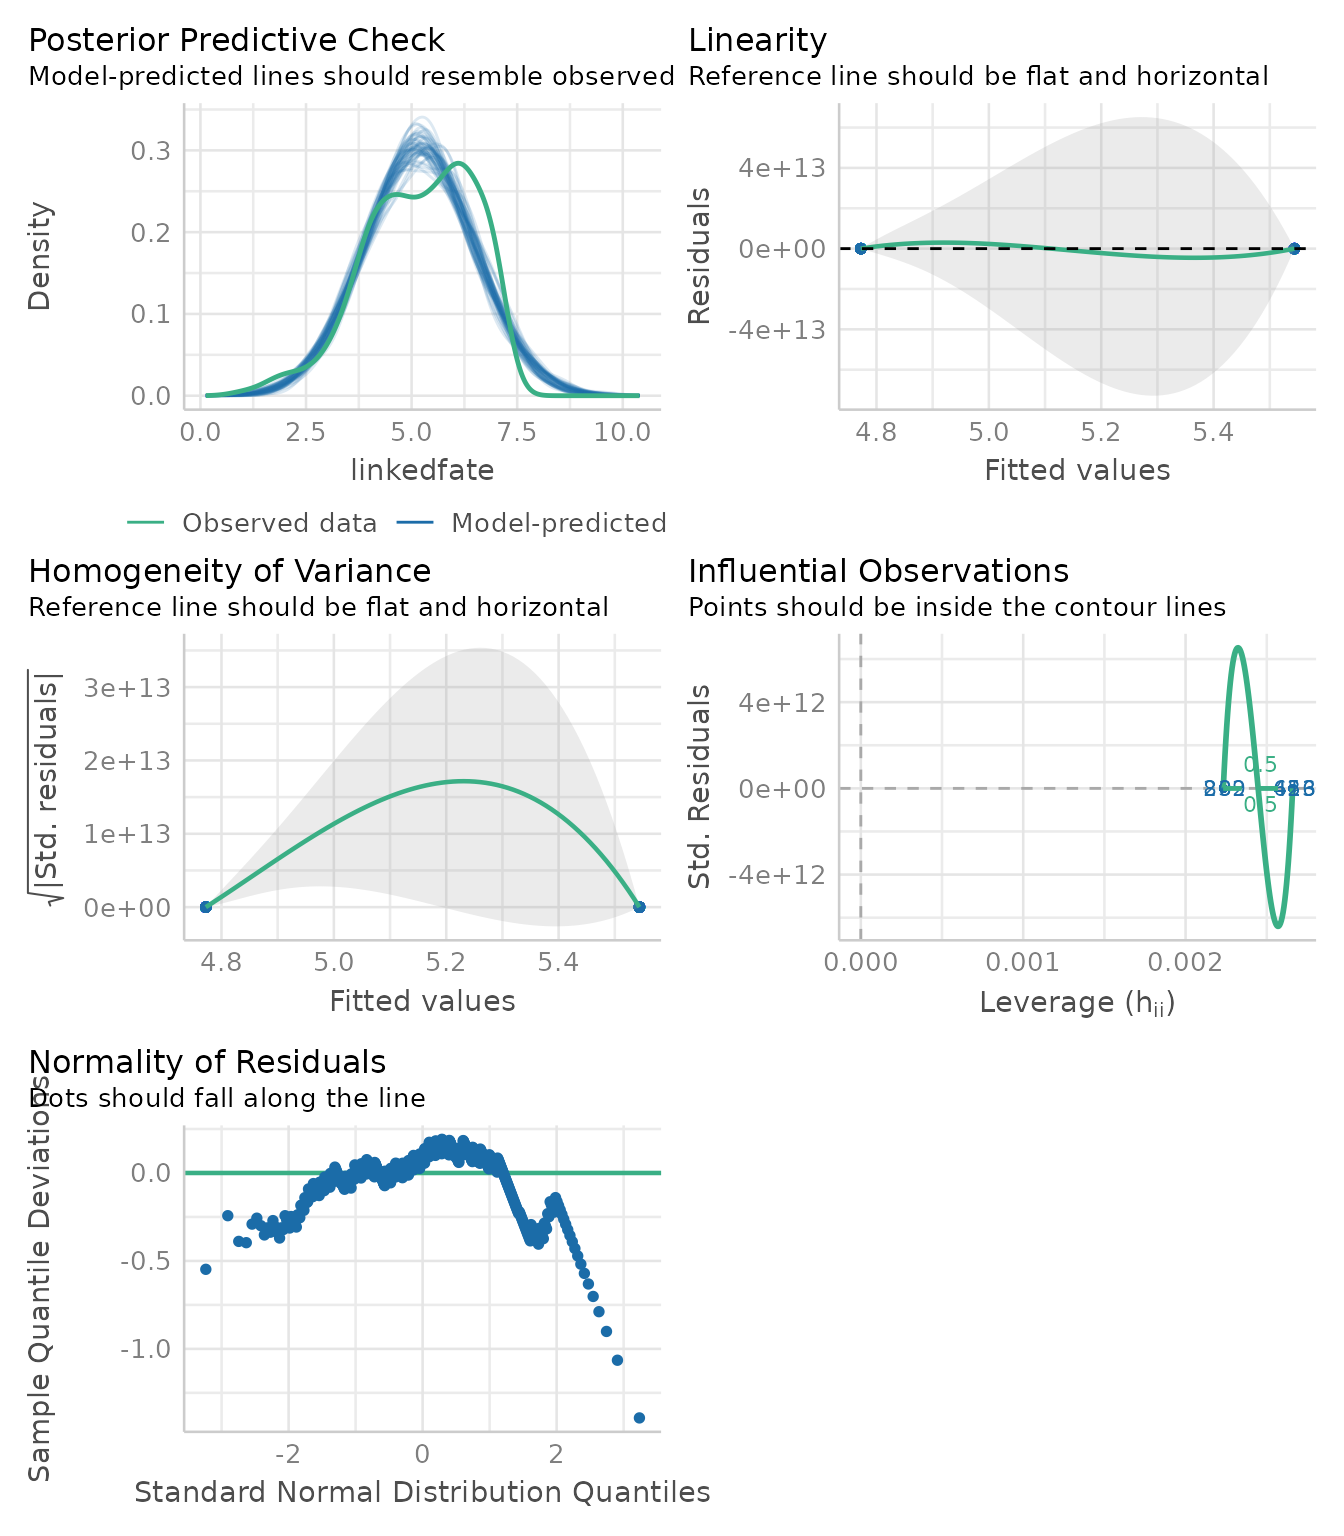 Posterior Predictive Check
Model-predicted lines should resemble observed
Density
0.3
0.2
0.1
0.0
0.0 2.5 5.0 7.5 10.0
linkedfate
Observed data Model-predicted
Linearity
Reference line should be flat and horizontal
Residuals
4e+13
0e+00
-4e+13
4.8 5.0 5.2 5.4
Fitted values
Homogeneity of Variance
Reference line should be flat and horizontal
√|Std. residuals|
3e+13
2e+13
1e+13
0e+00
4.8 5.0 5.2 5.4
Fitted values
Influential Observations
Points should be inside the contour lines
Std. Residuals
4e+12
0e+00
-4e+12
0.5
0.5
0.000 0.001 0.002
Leverage (hii)
Normality of Residuals
Dots should fall along the line
Sample Quantile Deviations
0.0
-0.5
-1.0
-2 0 2
Standard Normal Distribution Quantiles